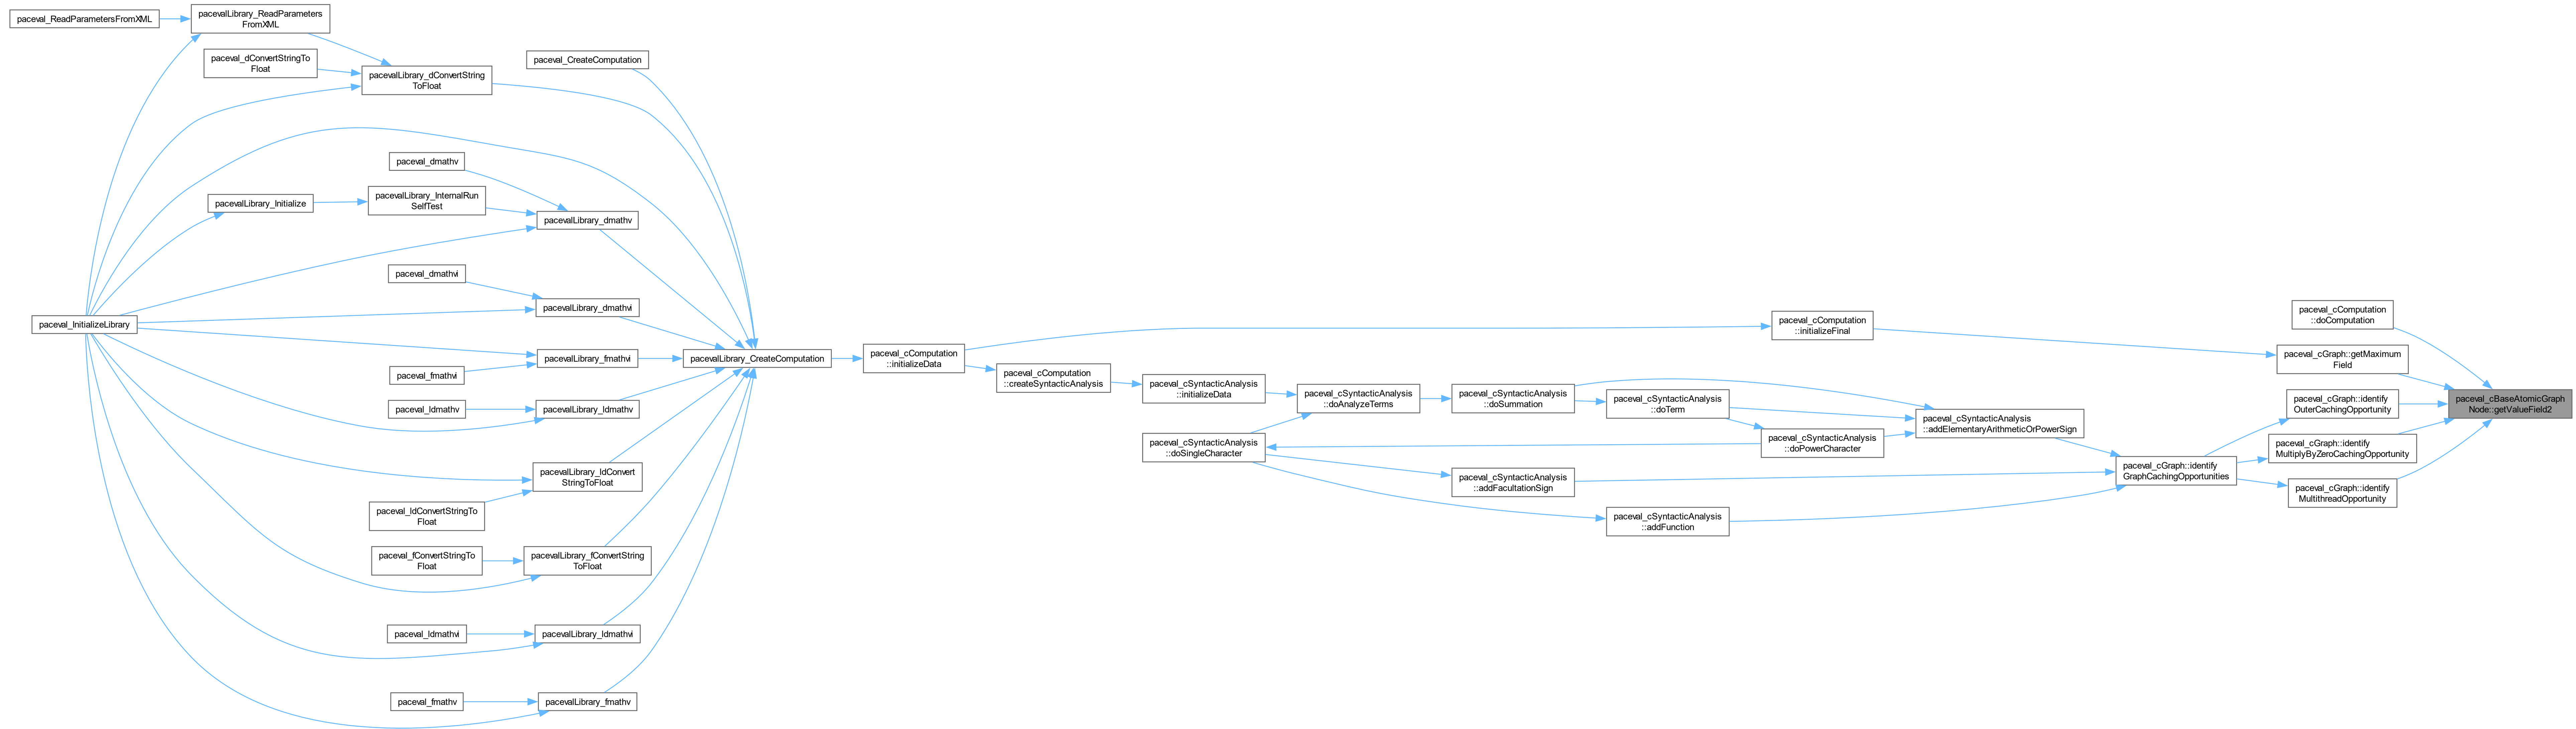 paceval_ReadParametersFromXML
pacevalLibrary_ReadParameters
FromXML
paceval_dConvertStringTo
Float
pacevalLibrary_dConvertString
ToFloat
paceval_CreateComputation
paceval_dmathv
pacevalLibrary_Initialize
pacevalLibrary_InternalRun
SelfTest
pacevalLibrary_dmathv
paceval_dmathvi
pacevalLibrary_dmathvi
paceval_InitializeLibrary
pacevalLibrary_fmathvi
paceval_fmathvi
pacevalLibrary_CreateComputation
paceval_ldmathv
pacevalLibrary_ldmathv
pacevalLibrary_ldConvert
StringToFloat
paceval_ldConvertStringTo
Float
paceval_fConvertStringTo
Float
pacevalLibrary_fConvertString
ToFloat
paceval_ldmathvi
pacevalLibrary_ldmathvi
paceval_fmathv
pacevalLibrary_fmathv
paceval_cComputation
::initializeData
paceval_cComputation
::createSyntacticAnalysis
paceval_cSyntacticAnalysis
::initializeData
paceval_cSyntacticAnalysis
::doSingleCharacter
paceval_cSyntacticAnalysis
::doAnalyzeTerms
paceval_cSyntacticAnalysis
::doSummation
paceval_cSyntacticAnalysis
::addFacultationSign
paceval_cSyntacticAnalysis
::doTerm
paceval_cSyntacticAnalysis
::addFunction
paceval_cComputation
::initializeFinal
paceval_cSyntacticAnalysis
::doPowerCharacter
paceval_cSyntacticAnalysis
::addElementaryArithmeticOrPowerSign
paceval_cGraph::identify
GraphCachingOpportunities
paceval_cComputation
::doComputation
paceval_cGraph::getMaximum
Field
paceval_cGraph::identify
OuterCachingOpportunity
paceval_cGraph::identify
MultiplyByZeroCachingOpportunity
paceval_cGraph::identify
MultithreadOpportunity
paceval_cBaseAtomicGraph
Node::getValueField2